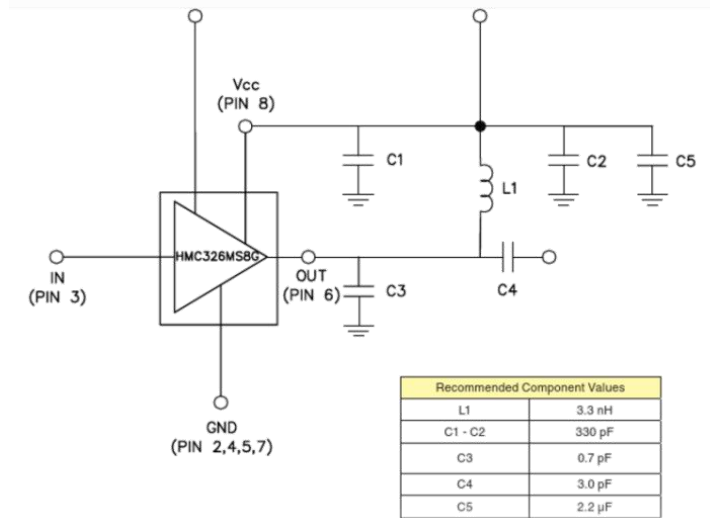 Vcc
(PIN 8)
C1
C2
C5
L1
HMC326MS8G
IN
(PIN 3)
OUT
(PIN 6)
C3
C4
GND
(PIN 2,4,5,7)
Recommended Component Values
L1 3.3 nH
C1 - C2 330 pF
C3 0.7 pF
C4 3.0 pF
C5 2.2 µF